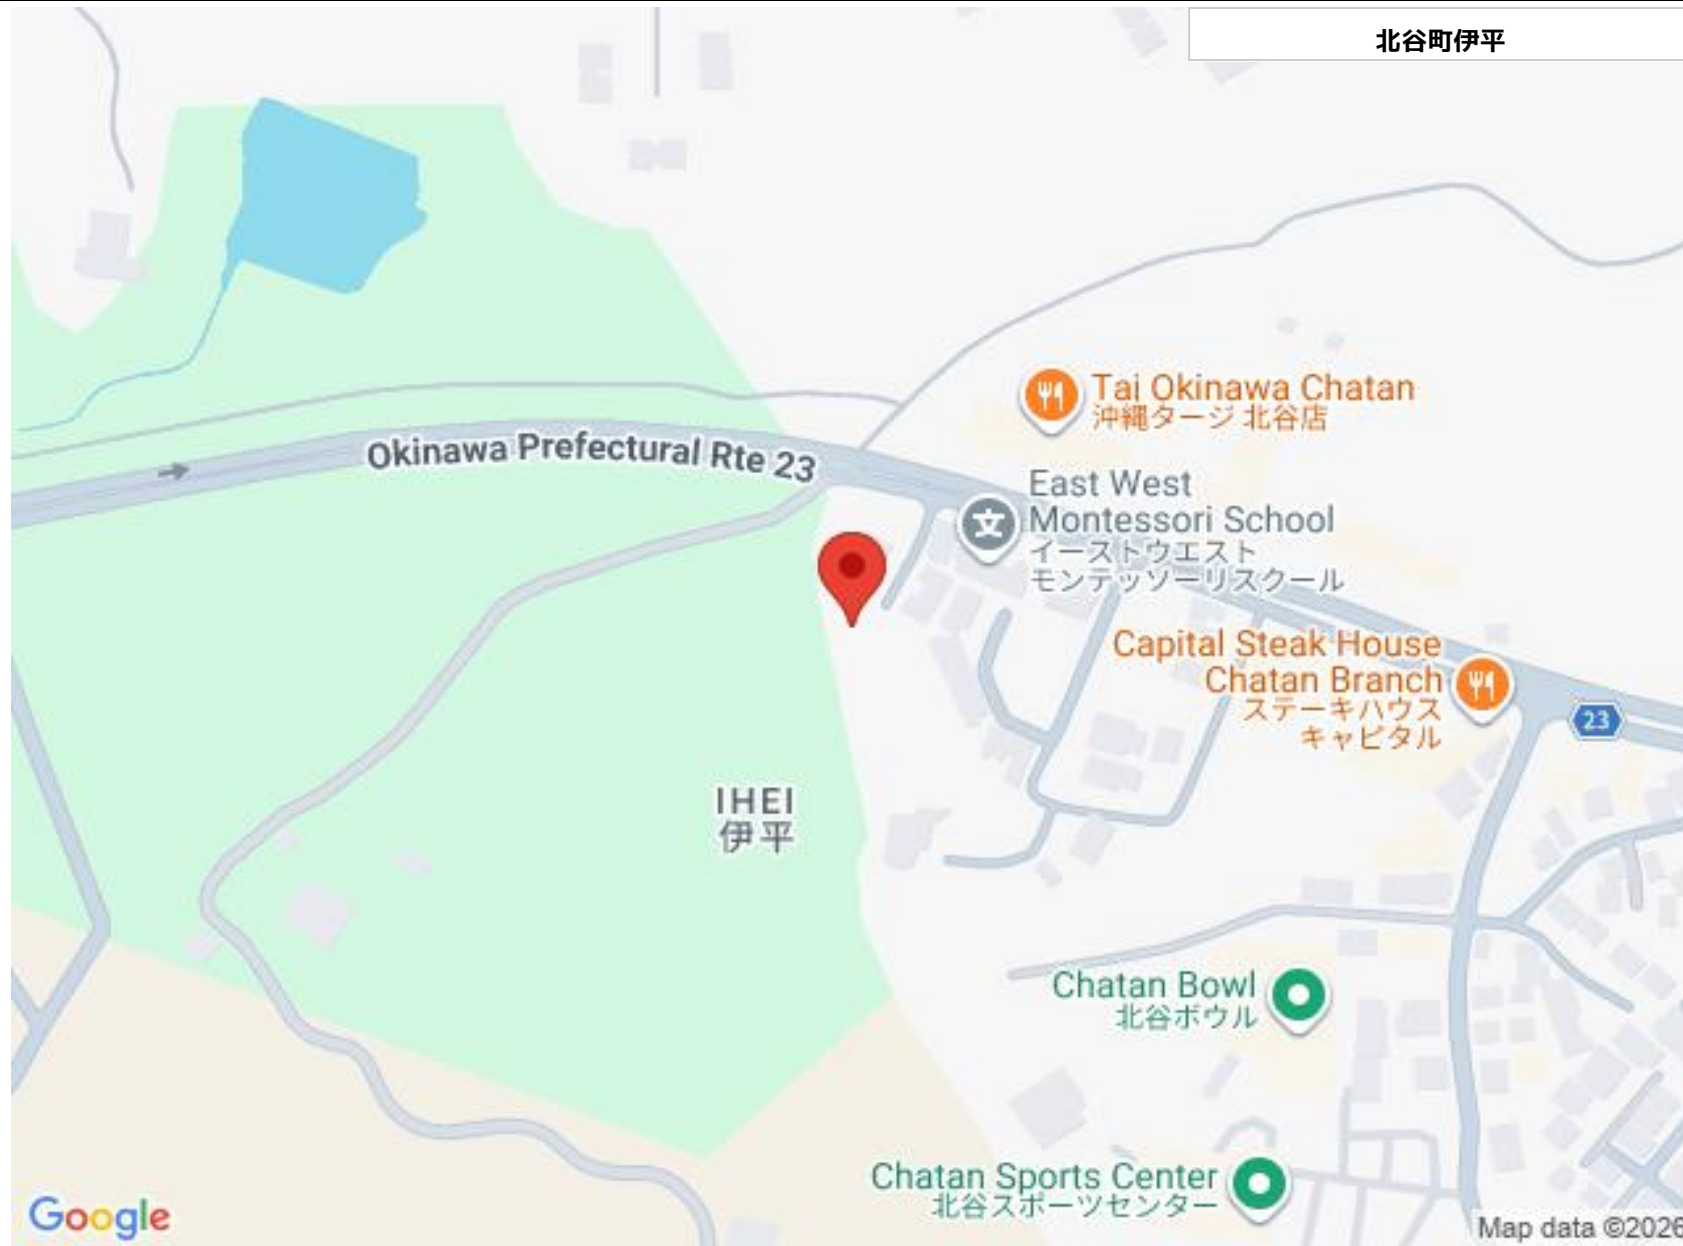 北谷町伊平
Tai Okinawa Chatan
沖縄タージ 北谷店
Okinawa Prefectural Rte 23
East West
Montessori School
イーストウエスト
モンテッソーリスクール
Capital Steak House
Chatan Branch
ステーキハウス
キャピタル
23
IHEI
伊平
Chatan Bowl
北谷ボウル
Chatan Sports Center
北谷スポーツセンター
Google
Map data ©2026